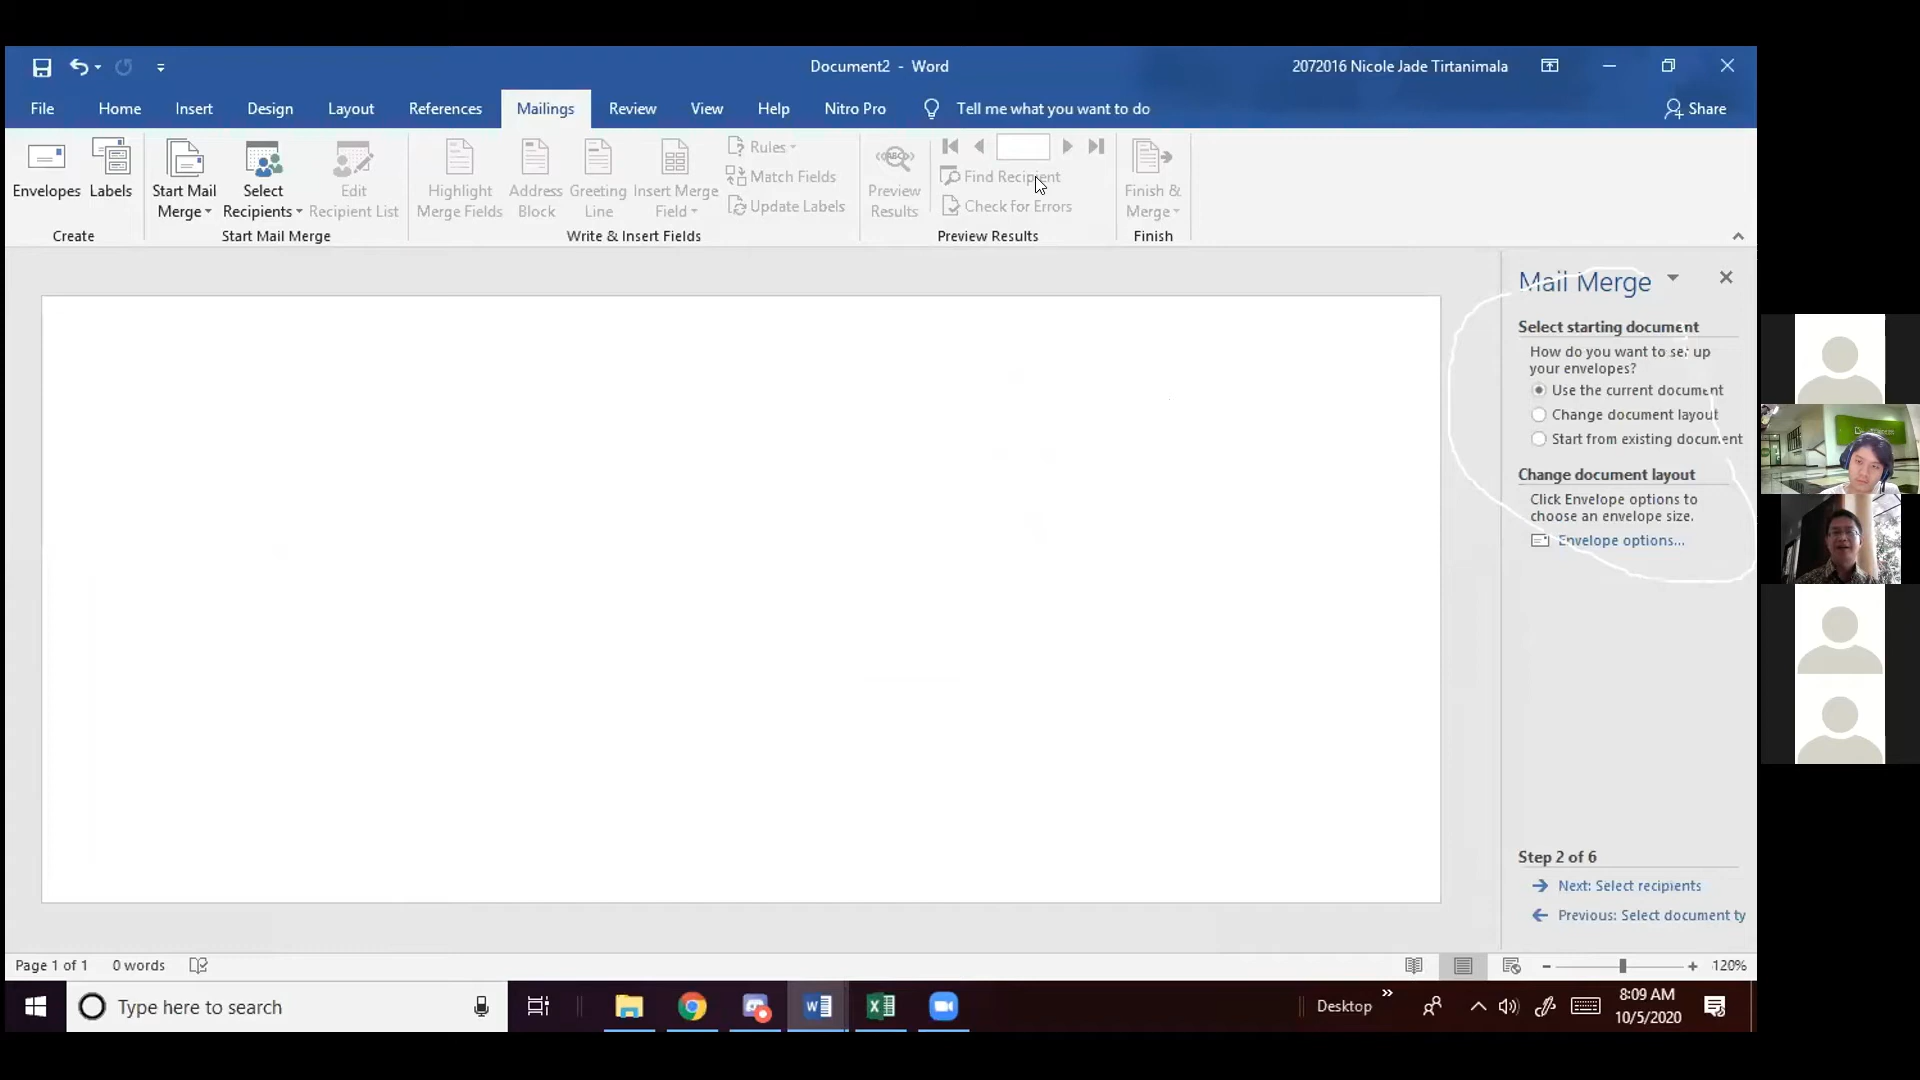 Document2 - Word
2072016 Nicole Jade Tirtanimala
File
Home
Insert
Design
Layout
References
Mailings
Review
View
Help
Nitro Pro
Tell me what you want to do
Share
Envelopes
Labels
Create
Start Mail
Merge
Select
Recipients
Edit
Recipient List
Start Mail Merge
Highlight
Merge Fields
Address
Block
Greeting
Line
Insert Merge
Field
Rules
Match Fields
Update Labels
Write & Insert Fields
ABC
Preview
Results
Find Recipient
Check for Errors
Preview Results
Finish &
Merge
Finish
Mail Merge
Select starting document
How do you want to set up
your envelopes?
Use the current document
Change document layout
Start from existing document
Change document layout
Click Envelope options to
choose an envelope size.
Envelope options...
Step 2 of 6
Next: Select recipients
Previous: Select document ty
Page 1 of 1
0 words
120%
Type here to search
Desktop
8:09 AM
10/5/2020